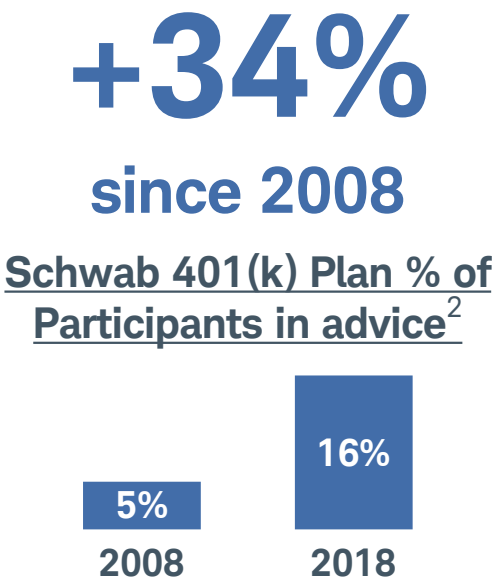 +34%
since 2008
Schwab 401(k) Plan % of
Participants in advice2
16%
5%
2008 2018